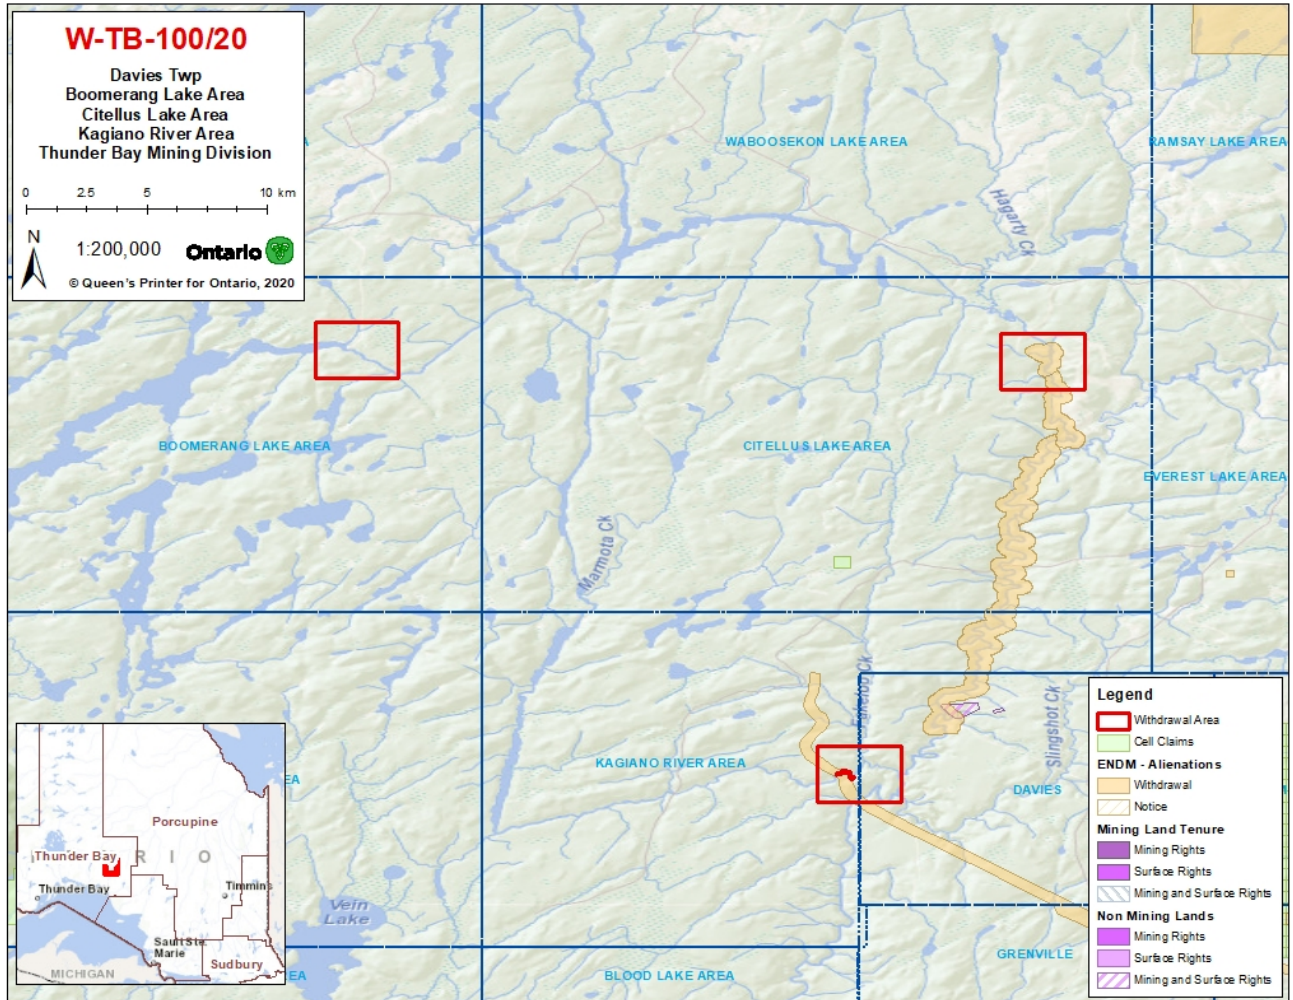 W-TB-100/20
Davies Twp
Boomerang Lake Area
Citellus Lake Area
Kagiano River Area
Thunder Bay Mining Division
0 2.5 5 10 km
N
1:200,000
Ontario
© Queen's Printer for Ontario, 2020
WABOOSEKON LAKE AREA
RAMSAY LAKE AREA
Hagarty Ck
BOOMERANG LAKE AREA
CITELLUS LAKE AREA
EVEREST LAKE AREA
Marmota Ck
Slingshot Ck
KAGIANO RIVER AREA
DAVIES
EA
Vein
Lake
GRENVILLE
BLOOD LAKE AREA
EA
Porcupine
Thunder Bay
R I O
Thunder Bay
Timmins
Sault Ste.
Marie
Sudbury
MICHIGAN
Legend
Withdrawal Area
Cell Claims
ENDM - Alienations
Withdrawal
Notice
Mining Land Tenure
Mining Rights
Surface Rights
Mining and Surface Rights
Non Mining Lands
Mining Rights
Surface Rights
Mining and Surface Rights